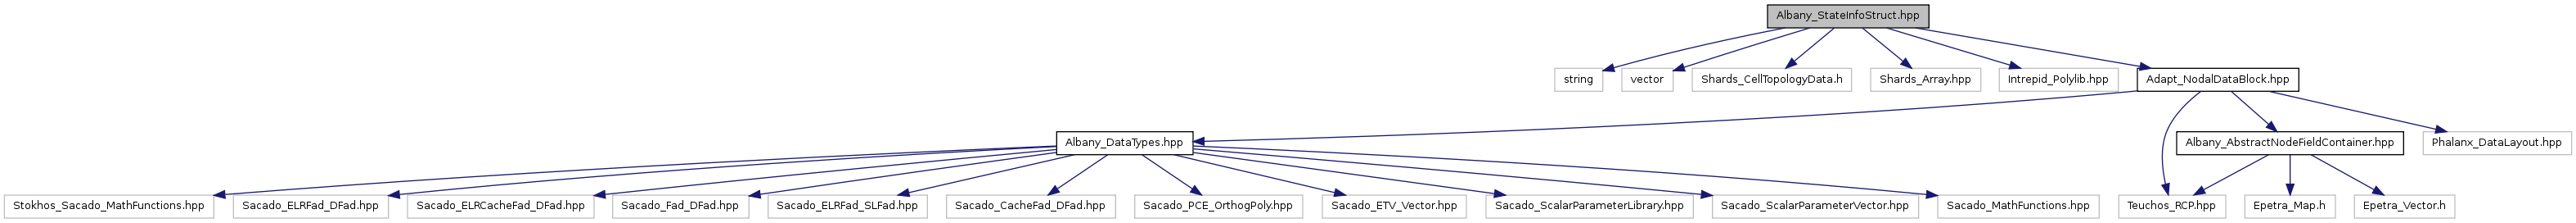 Albany_StateInfoStruct.hpp
string
vector
Shards_CellTopologyData.h
Shards_Array.hpp
Intrepid_Polylib.hpp
Adapt_NodalDataBlock.hpp
Albany_DataTypes.hpp
Albany_AbstractNodeFieldContainer.hpp
Phalanx_DataLayout.hpp
Stokhos_Sacado_MathFunctions.hpp
Sacado_ELRFad_DFad.hpp
Sacado_ELRCacheFad_DFad.hpp
Sacado_Fad_DFad.hpp
Sacado_ELRFad_SLFad.hpp
Sacado_CacheFad_DFad.hpp
Sacado_PCE_OrthogPoly.hpp
Sacado_ETV_Vector.hpp
Sacado_ScalarParameterLibrary.hpp
Sacado_ScalarParameterVector.hpp
Sacado_MathFunctions.hpp
Teuchos_RCP.hpp
Epetra_Map.h
Epetra_Vector.h